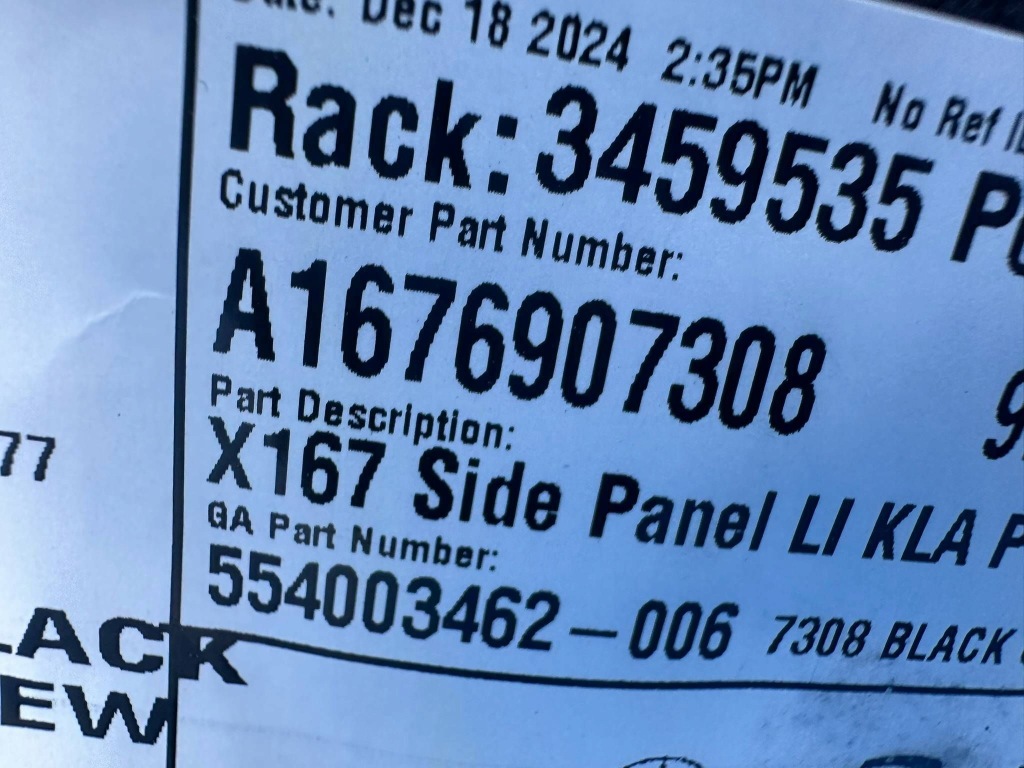 Date: Dec 18 2024 2:35PM No Ref
Rack: 3459535
Customer Part Number:
A1676907308
Part Description:
X167 Side Panel LI KLA P
GA Part Number:
554003462-006 7308 BLACK
77
LACK
EW